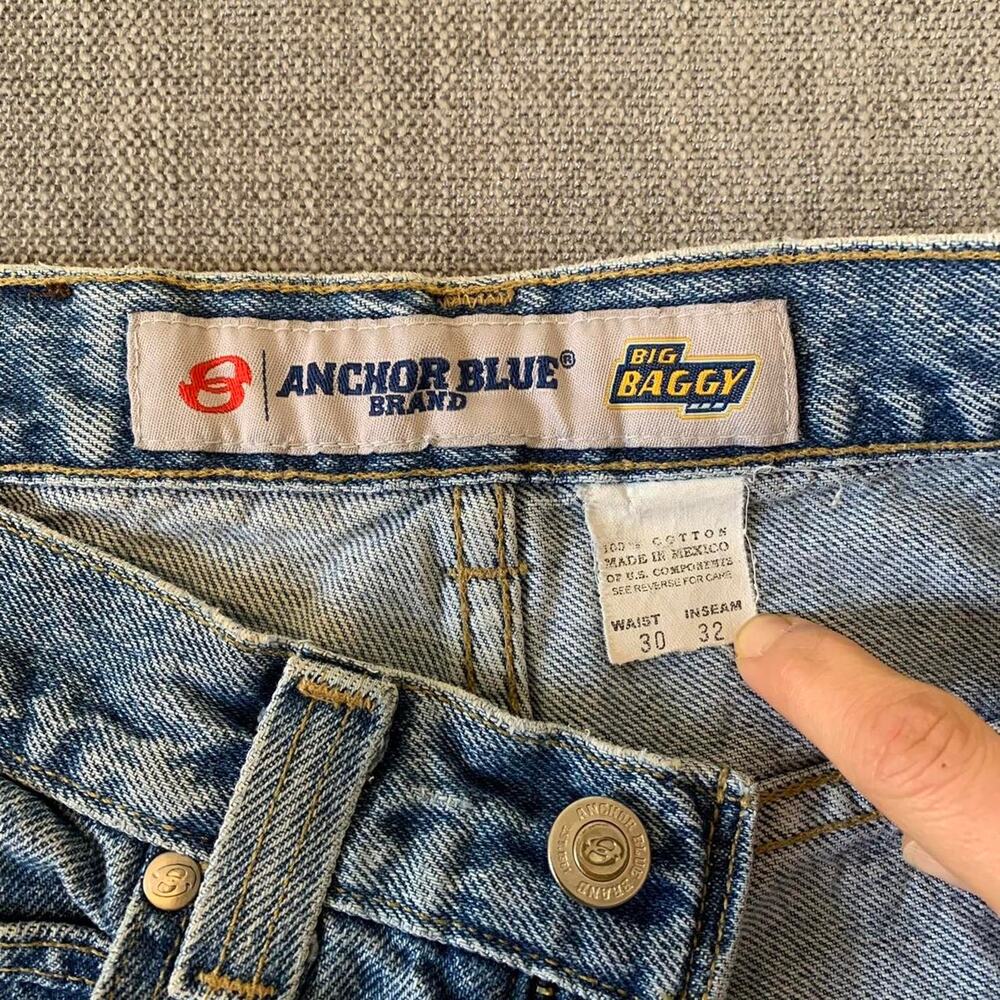 ANCHOR BLUE®
BRAND
BIG
BAGGY
100% COTTON
MADE IN MEXICO
OF U.S. COMPONENTS
SEE REVERSE FOR CARE
WAIST INSEAM
30 32
ANCHOR BLUE BRAND